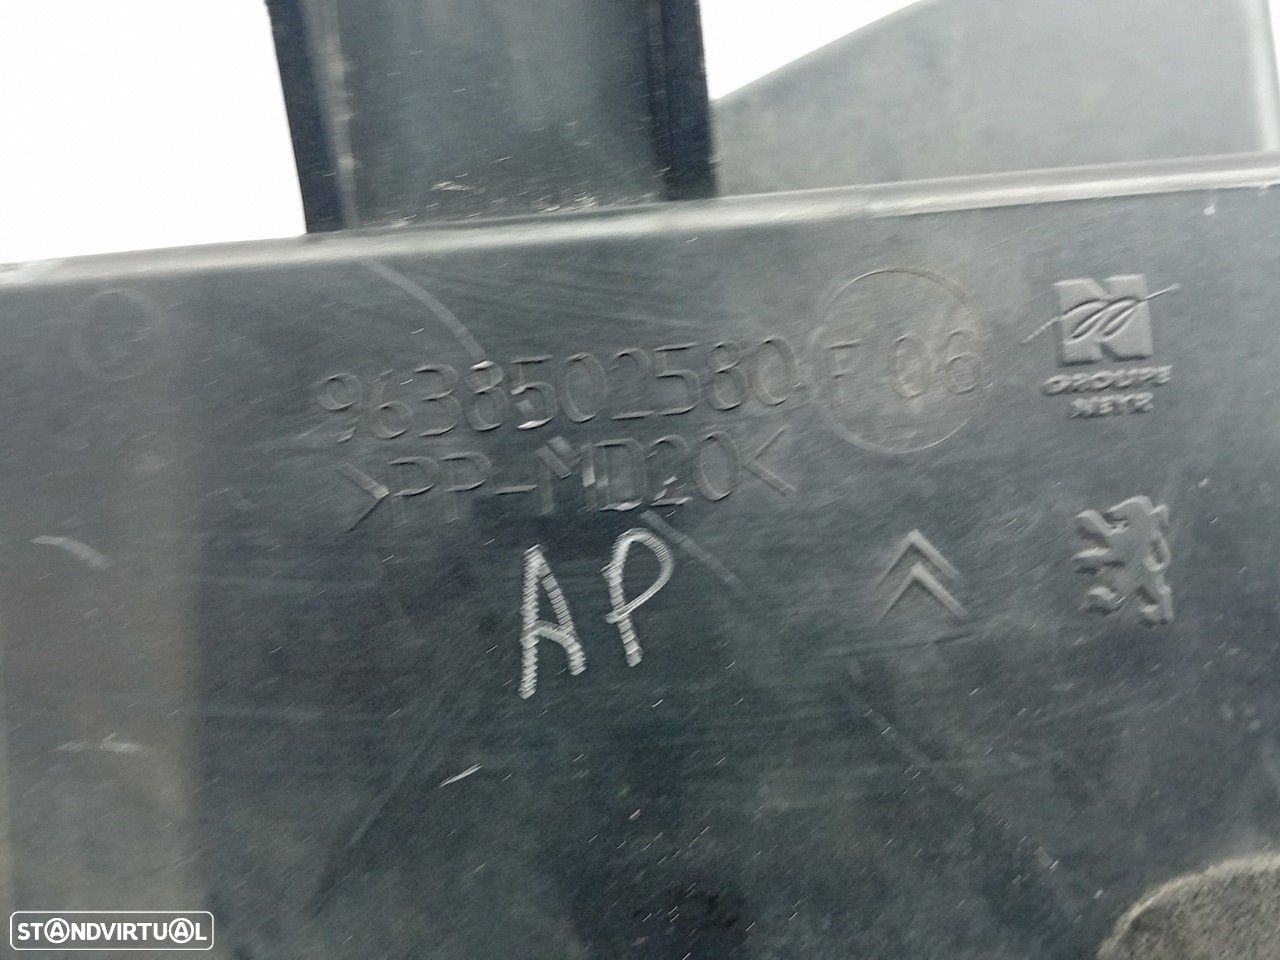 9638502580 F 06
GROUPE
NEYR
>PP-MD20<
AP
STANDVIRTUAL